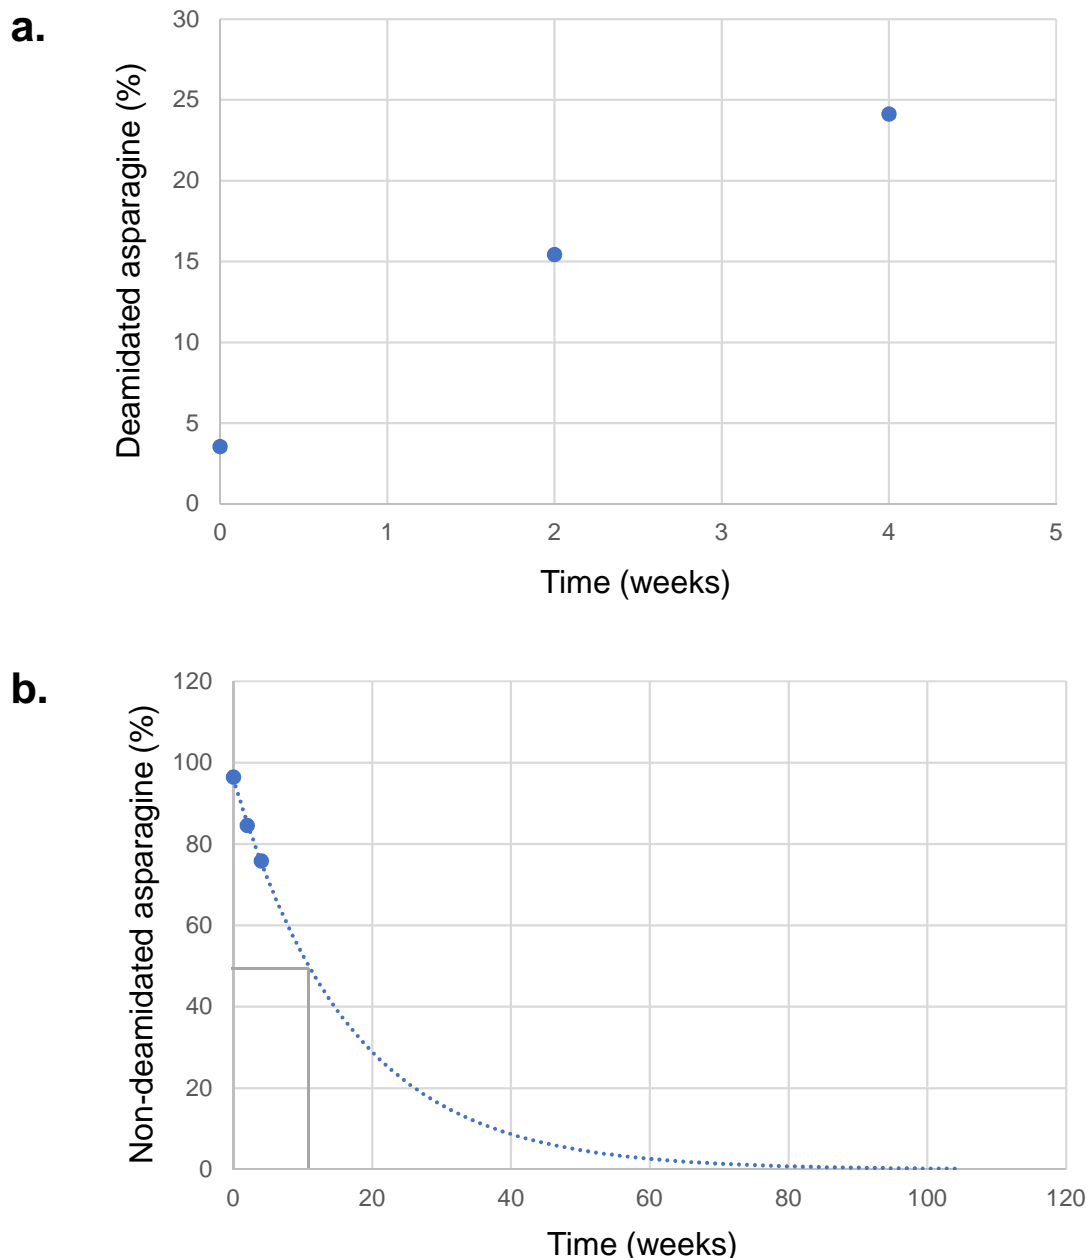 a.
Deamidated asparagine (%)
30
25
20
15
10
5
0
0 1 2 3 4 5
Time (weeks)
b.
Non-deamidated asparagine (%)
120
100
80
60
40
20
0
0 20 40 60 80 100 120
Time (weeks)